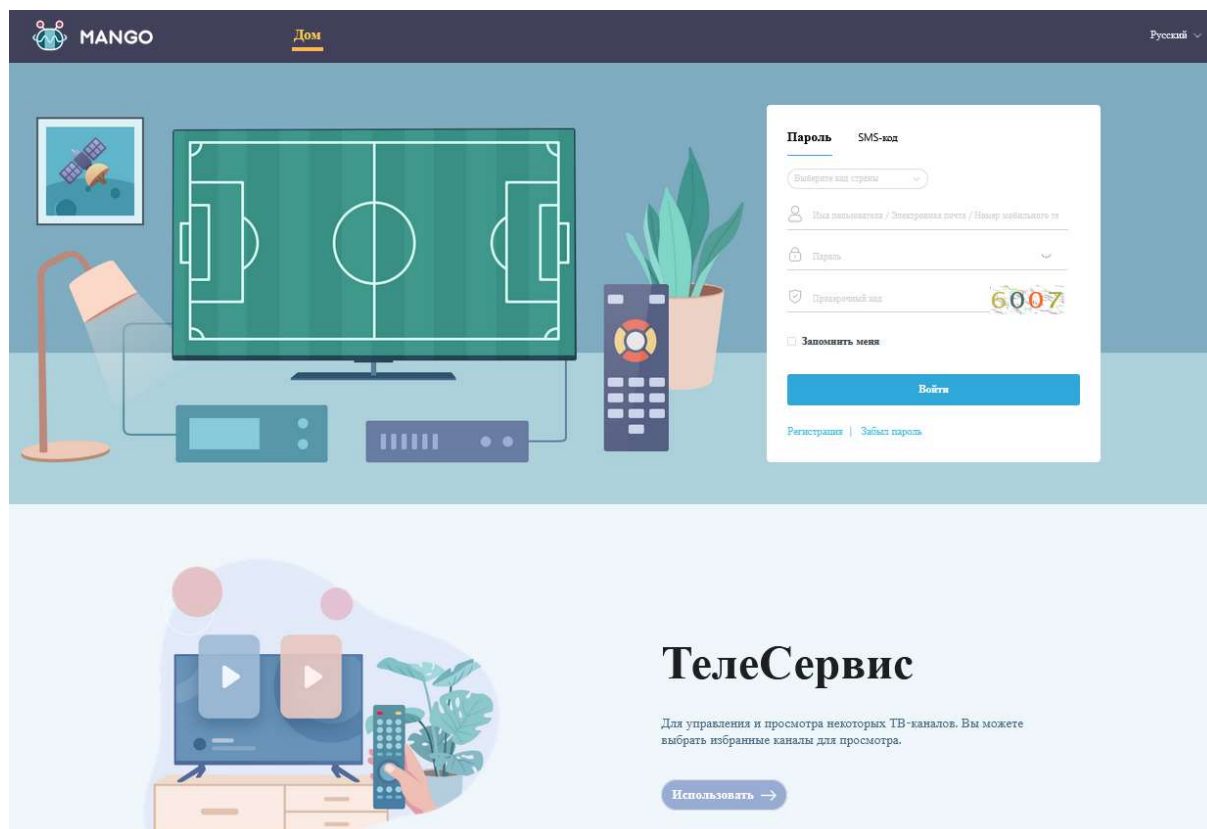 MANGO
Дом
Русский
Пароль
SMS-код
Выберите код страны
Имя пользователя / Электронная почта / Номер мобильного те
Пароль
Проверочный код
6007
Запомнить меня
Войти
Регистрация | Забыл пароль
ТелеСервис
Для управления и просмотра некоторых ТВ-каналов. Вы можете
выбрать избранные каналы для просмотра.
Использовать →